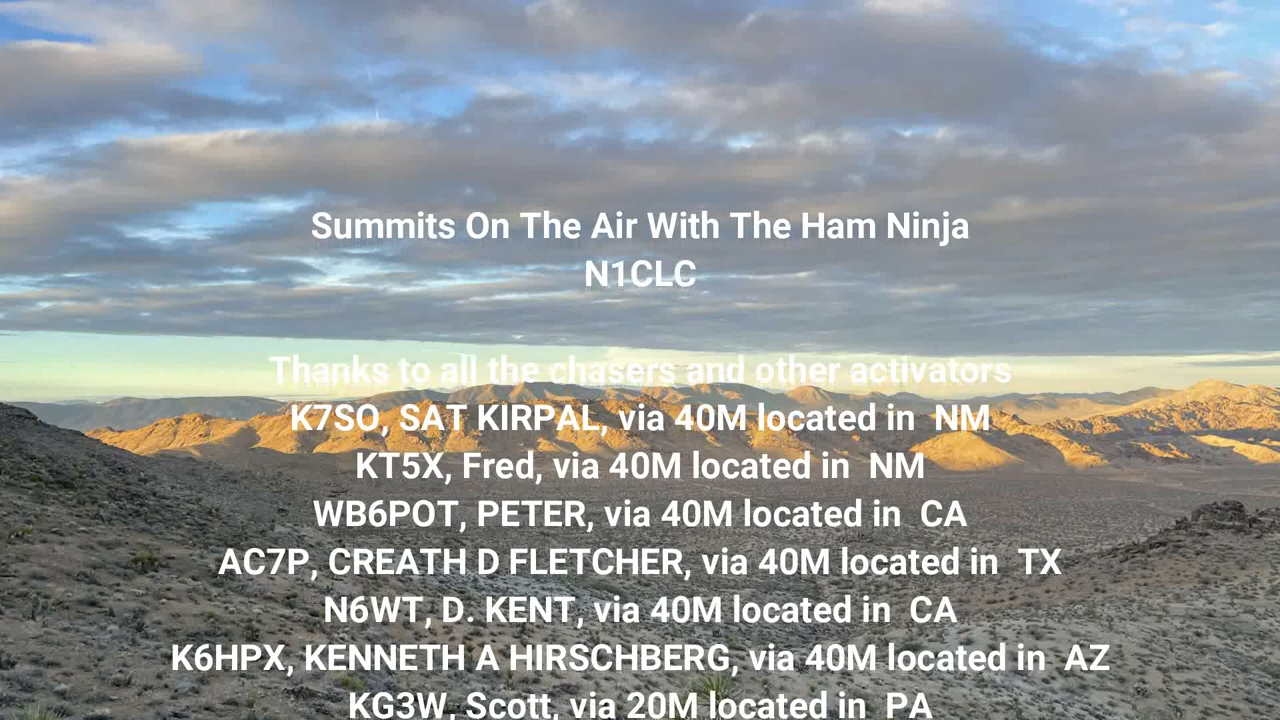 Summits On The Air With The Ham Ninja
N1CLC
Thanks to all the chasers and other activators
K7SO, SAT KIRPAL, via 40M located in  NM
KT5X, Fred, via 40M located in  NM
WB6POT, PETER, via 40M located in  CA
AC7P, CREATH D FLETCHER, via 40M located in  TX
N6WT, D. KENT, via 40M located in  CA
K6HPX, KENNETH A HIRSCHBERG, via 40M located in  AZ
KG3W, Scott, via 20M located in  PA